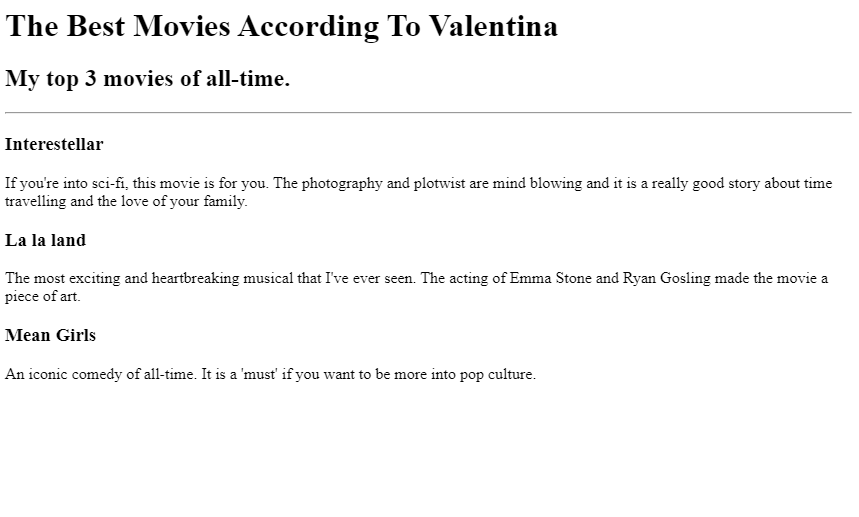 The Best Movies According To Valentina
My top 3 movies of all-time.
Interestellar
If you're into sci-fi, this movie is for you. The photography and plotwist are mind blowing and it is a really good story about time
travelling and the love of your family.
La la land
The most exciting and heartbreaking musical that I've ever seen. The acting of Emma Stone and Ryan Gosling made the movie a
piece of art.
Mean Girls
An iconic comedy of all-time. It is a 'must' if you want to be more into pop culture.